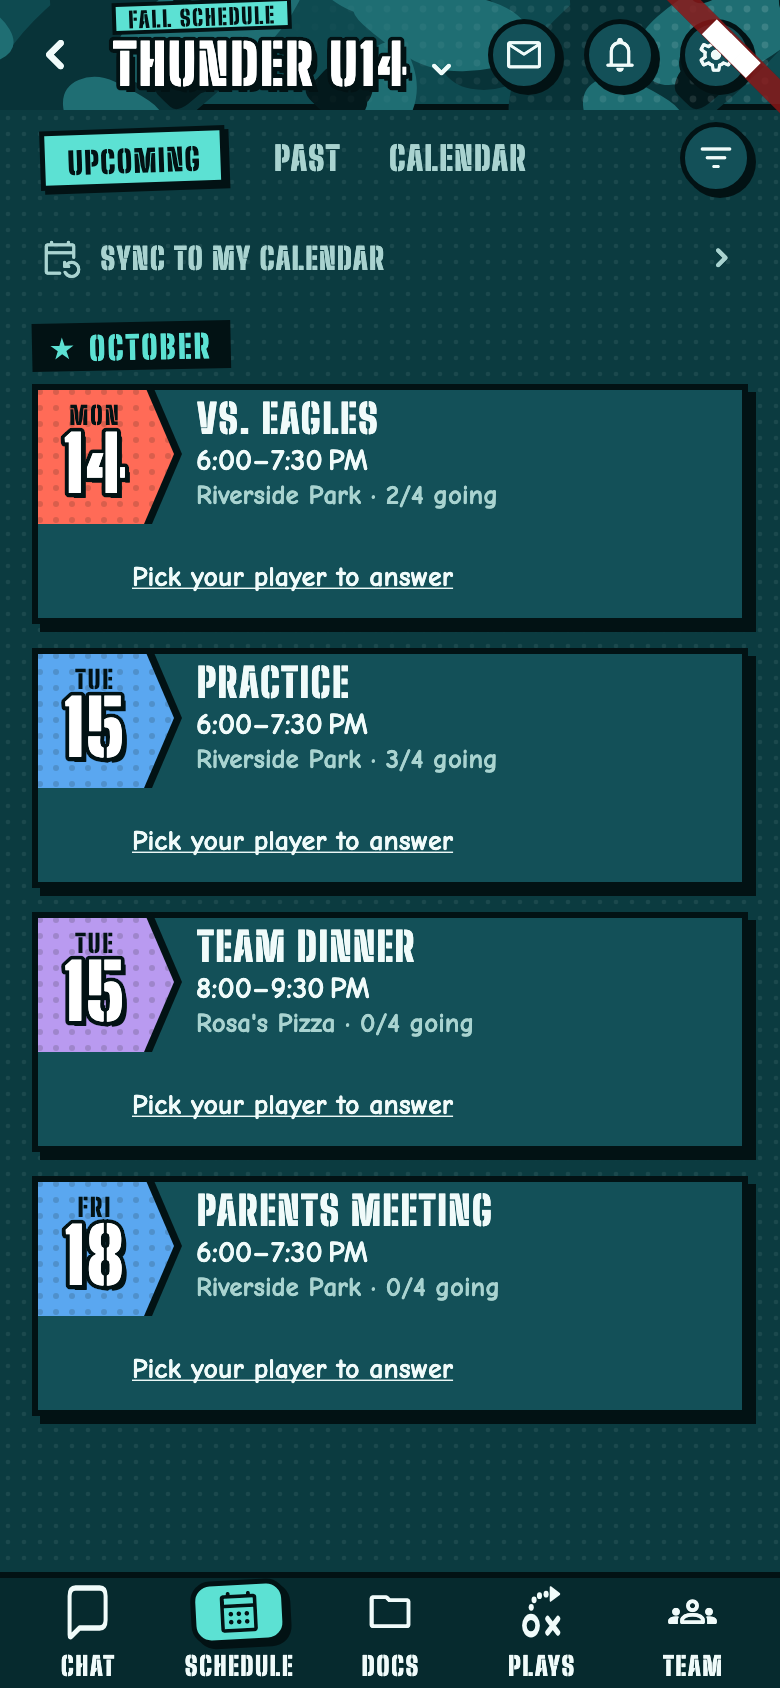 FALL SCHEDULE
THUNDER U14
UPCOMING
PAST
CALENDAR
SYNC TO MY CALENDAR
★ OCTOBER
MON
14
VS. EAGLES
6:00–7:30 PM
Riverside Park · 2/4 going
Pick your player to answer
TUE
15
PRACTICE
6:00–7:30 PM
Riverside Park · 3/4 going
Pick your player to answer
TUE
15
TEAM DINNER
8:00–9:30 PM
Rosa's Pizza · 0/4 going
Pick your player to answer
FRI
18
PARENTS MEETING
6:00–7:30 PM
Riverside Park · 0/4 going
Pick your player to answer
CHAT
SCHEDULE
DOCS
PLAYS
TEAM